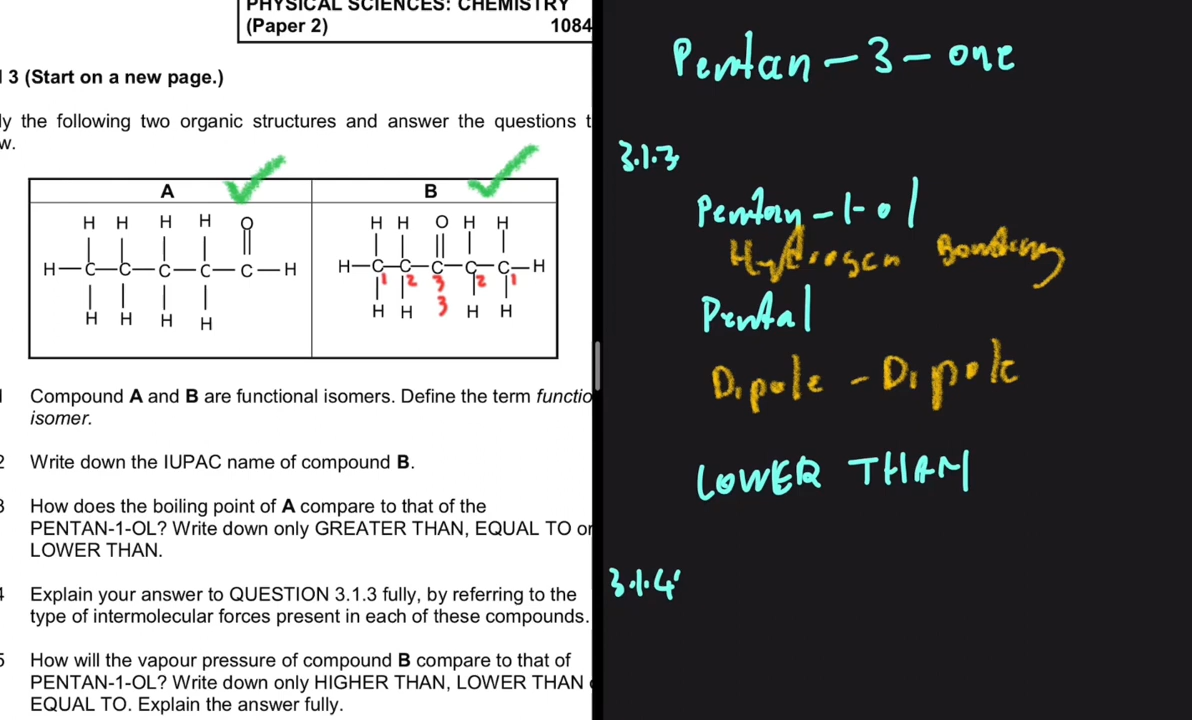 PHYSICAL SCIENCES: CHEMISTRY
(Paper 2) 1084
3 (Start on a new page.)
the following two organic structures and answer the questions
A B
H H H H O
H—C—C—C—C—C—H
H H H H
H H O H H
H—C—C—C—C—C—H
1 2 3 2 1
H H 3 H H
Compound A and B are functional isomers. Define the term functio
isomer.
2 Write down the IUPAC name of compound B.
3 How does the boiling point of A compare to that of the
PENTAN-1-OL? Write down only GREATER THAN, EQUAL TO or
LOWER THAN.
4 Explain your answer to QUESTION 3.1.3 fully, by referring to the
type of intermolecular forces present in each of these compounds.
5 How will the vapour pressure of compound B compare to that of
PENTAN-1-OL? Write down only HIGHER THAN, LOWER THAN
EQUAL TO. Explain the answer fully.
Pentan-3-one
3.1.3
Pentan-1-ol
Hydrogen Bonding
Pental
Dipole - Dipole
LOWER THAN
3.1.4